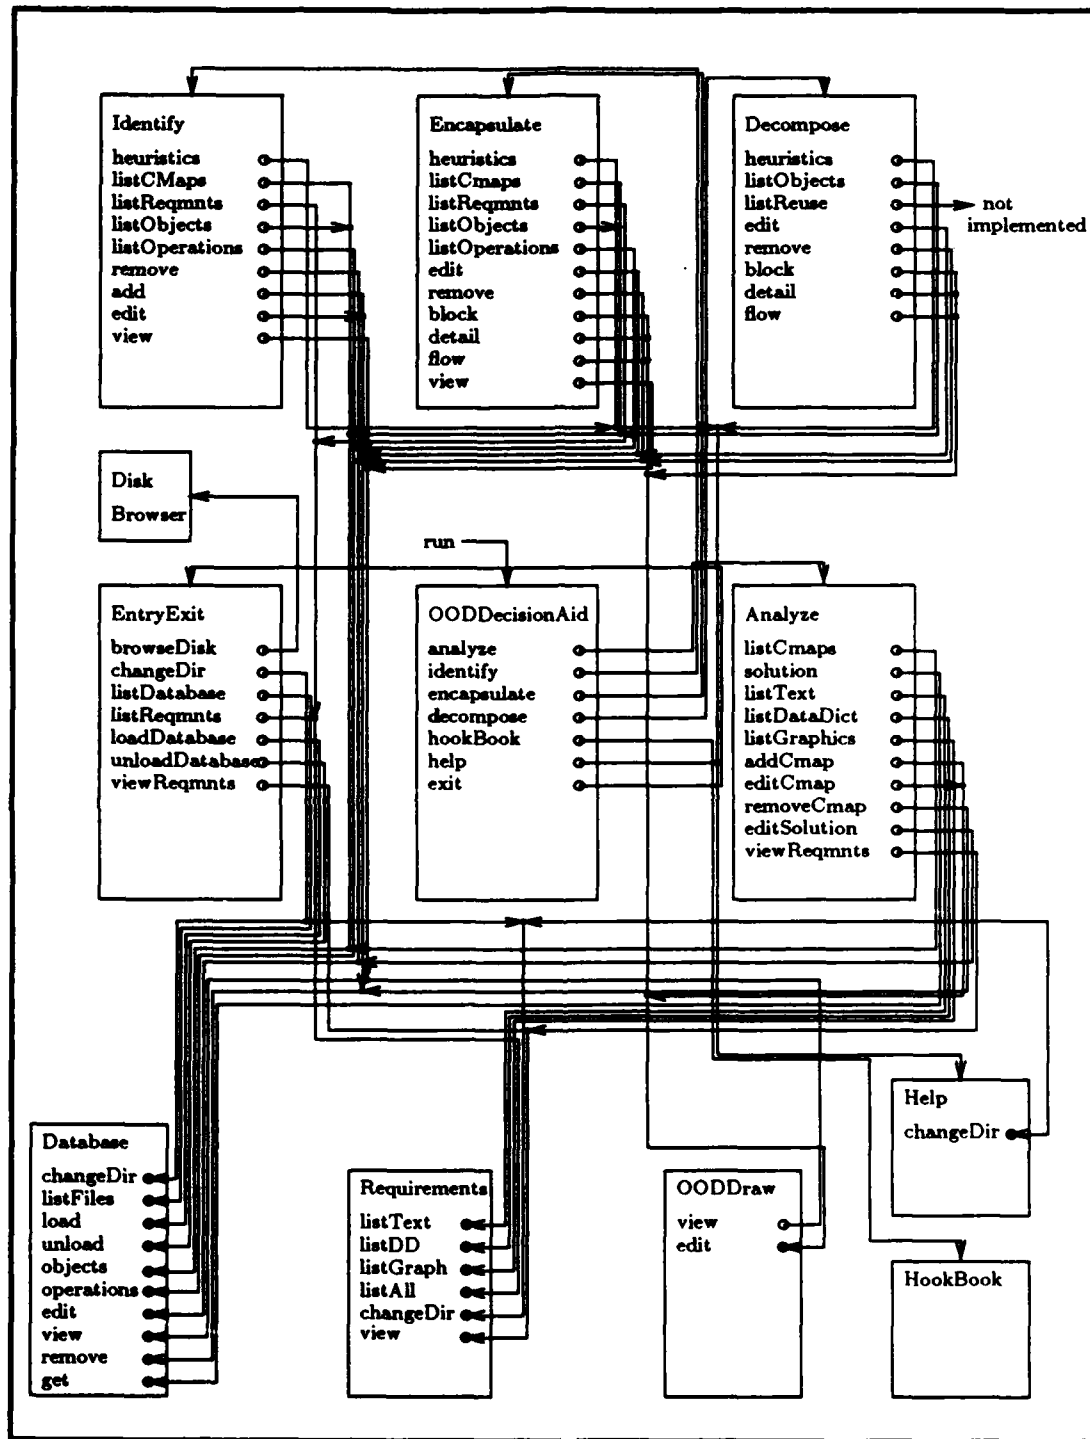 Identify
heuristics
listCMaps
listReqmnts
listObjects
listOperations
remove
add
edit
view
Encapsulate
heuristics
listCmaps
listReqmnts
listObjects
listOperations
edit
remove
block
detail
flow
view
Decompose
heuristics
listObjects
listReuse
edit
remove
block
detail
flow
not
implemented
Disk
Browser
run
EntryExit
browseDisk
changeDir
listDatabase
listReqmnts
loadDatabase
unloadDatabase
viewReqmnts
OODDecisionAid
analyze
identify
encapsulate
decompose
hookBook
help
exit
Analyze
listCmaps
solution
listText
listDataDict
listGraphics
addCmap
editCmap
removeCmap
editSolution
viewReqmnts
Help
changeDir
Database
changeDir
listFiles
load
unload
objects
operations
edit
view
remove
get
Requirements
listText
listDD
listGraph
listAll
changeDir
view
OODDraw
view
edit
HookBook